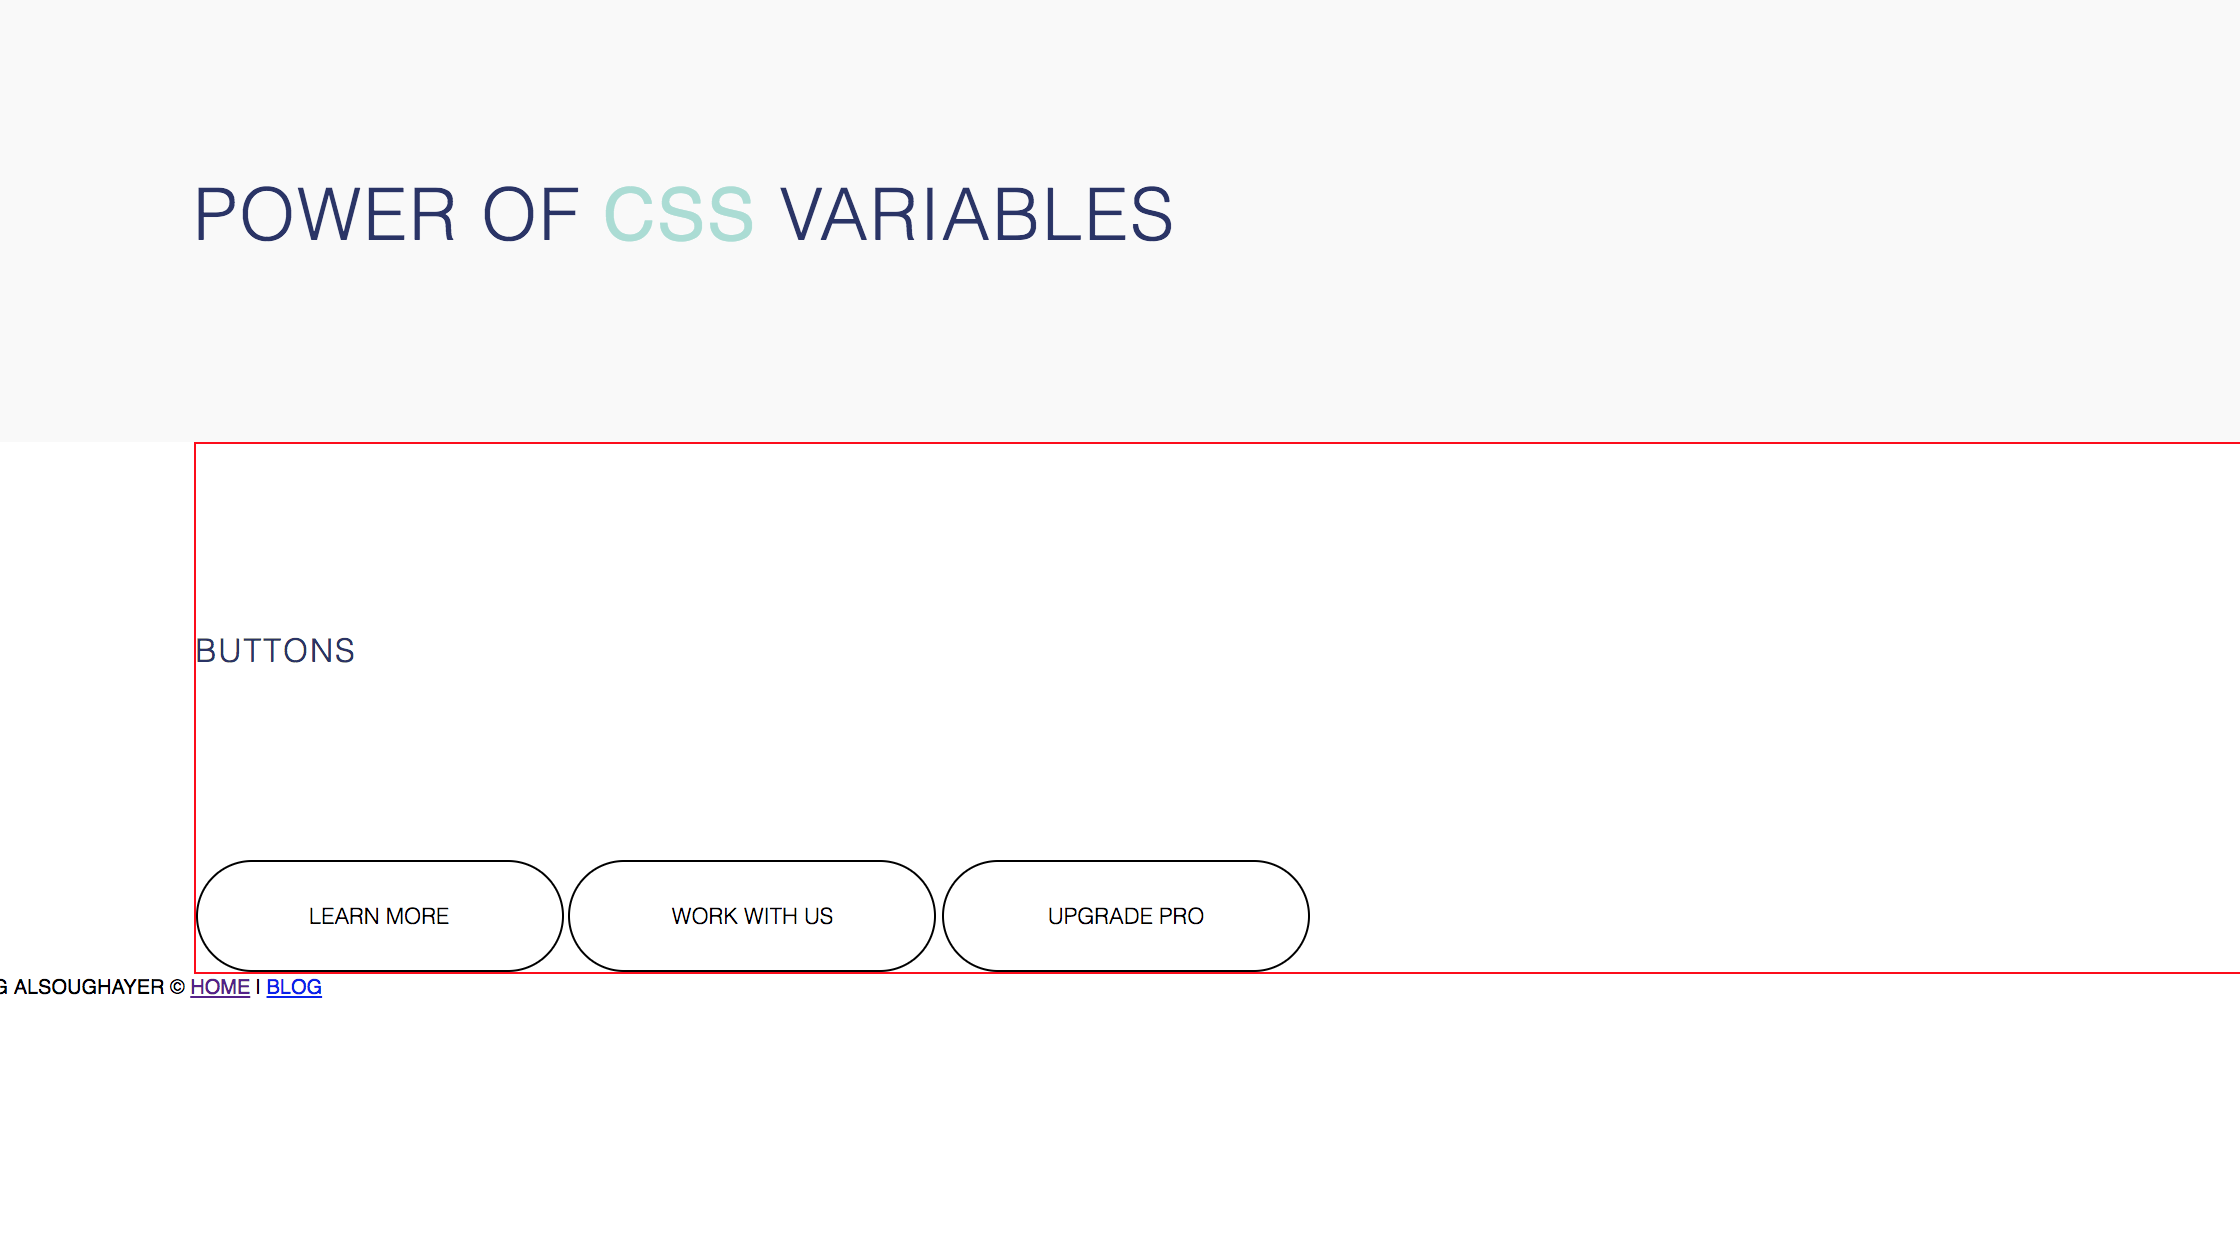 POWER OF CSS VARIABLES
BUTTONS
LEARN MORE
WORK WITH US
UPGRADE PRO
G ALSOUGHAYER © HOME | BLOG